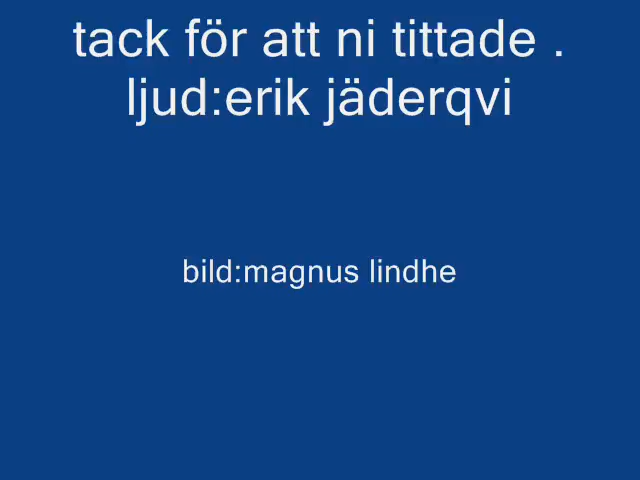 tack för att ni tittade .
ljud:erik jäderqvi
bild:magnus lindhe